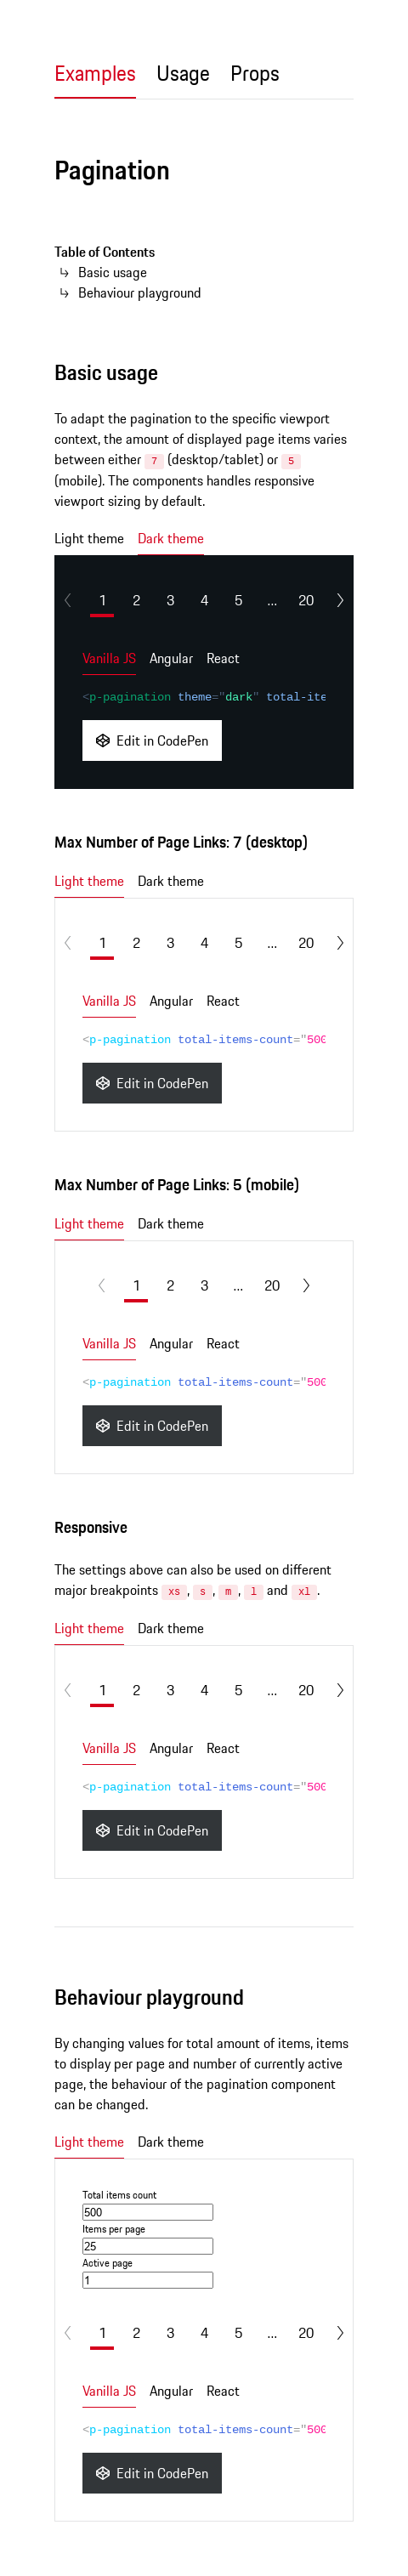 Examples Usage Props
Pagination
Table of Contents
↳ Basic usage
↳ Behaviour playground
Basic usage
To adapt the pagination to the specific viewport
context, the amount of displayed page items varies
between either 7 (desktop/tablet) or 5
(mobile). The components handles responsive
viewport sizing by default.
Light theme Dark theme
1 2 3 4 5 ... 20
Vanilla JS Angular React
<p-pagination theme="dark" total-ite
Edit in CodePen
Max Number of Page Links: 7 (desktop)
Light theme Dark theme
1 2 3 4 5 ... 20
Vanilla JS Angular React
<p-pagination total-items-count="500
Edit in CodePen
Max Number of Page Links: 5 (mobile)
Light theme Dark theme
1 2 3 ... 20
Vanilla JS Angular React
<p-pagination total-items-count="500
Edit in CodePen
Responsive
The settings above can also be used on different
major breakpoints xs, s, m, l and xl.
Light theme Dark theme
1 2 3 4 5 ... 20
Vanilla JS Angular React
<p-pagination total-items-count="500
Edit in CodePen
Behaviour playground
By changing values for total amount of items, items
to display per page and number of currently active
page, the behaviour of the pagination component
can be changed.
Light theme Dark theme
Total items count
500
Items per page
25
Active page
1
1 2 3 4 5 ... 20
Vanilla JS Angular React
<p-pagination total-items-count="500
Edit in CodePen